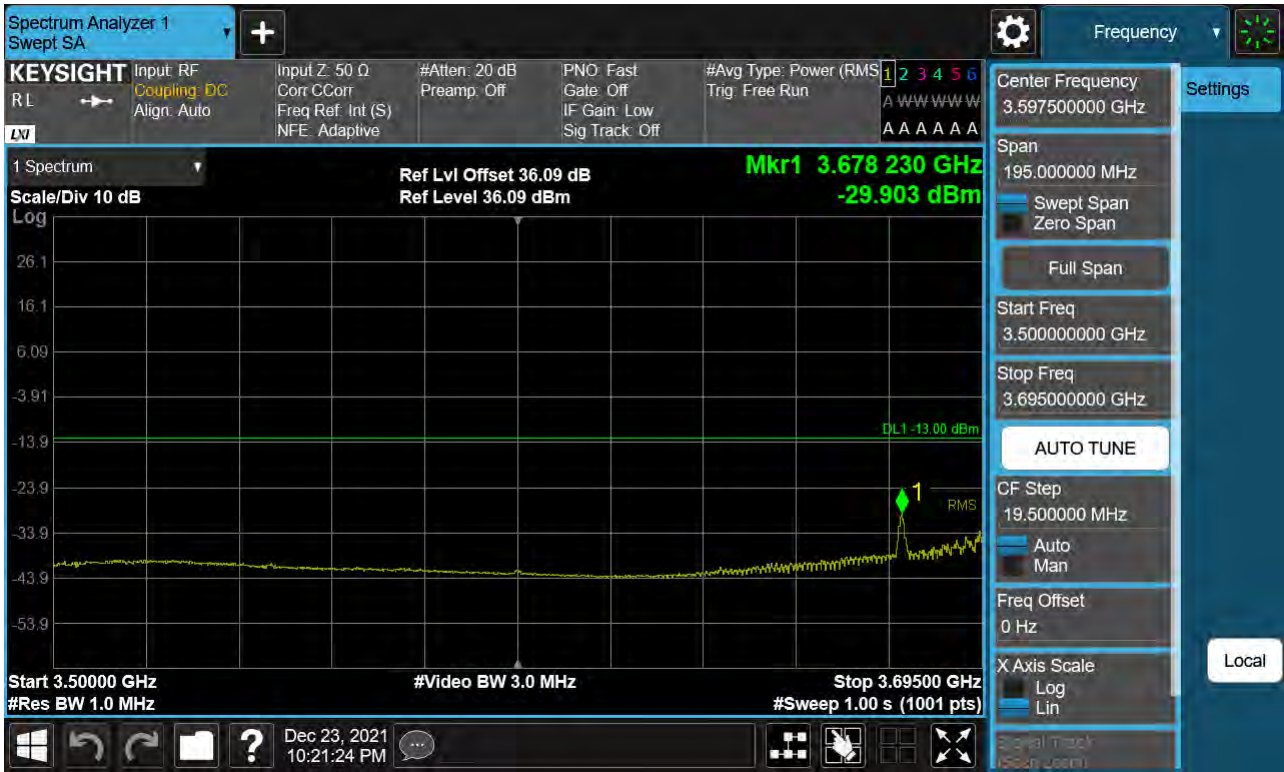 Spectrum Analyzer 1
Swept SA
+
Frequency
KEYSIGHT
RL
LXI
Input: RF
Coupling: DC
Align: Auto
Input Z: 50 Ω
Corr CCorr
Freq Ref: Int (S)
NFE: Adaptive
#Atten: 20 dB
Preamp: Off
PNO: Fast
Gate: Off
IF Gain: Low
Sig Track: Off
#Avg Type: Power (RMS
Trig: Free Run
1 2 3 4 5 6
A W W W W W
A A A A A A
1 Spectrum
Scale/Div 10 dB
Log
Ref Lvl Offset 36.09 dB
Ref Level 36.09 dBm
Mkr1 3.678 230 GHz
-29.903 dBm
26.1
16.1
6.09
-3.91
DL1 -13.00 dBm
-13.9
-23.9
1
RMS
-33.9
-43.9
-53.9
Start 3.50000 GHz
#Res BW 1.0 MHz
#Video BW 3.0 MHz
Stop 3.69500 GHz
#Sweep 1.00 s (1001 pts)
Center Frequency
3.597500000 GHz
Span
195.000000 MHz
Swept Span
Zero Span
Full Span
Start Freq
3.500000000 GHz
Stop Freq
3.695000000 GHz
AUTO TUNE
CF Step
19.500000 MHz
Auto
Man
Freq Offset
0 Hz
X Axis Scale
Log
Lin
Signal Track
(Span Zoom)
Settings
Local
?
Dec 23, 2021
10:21:24 PM